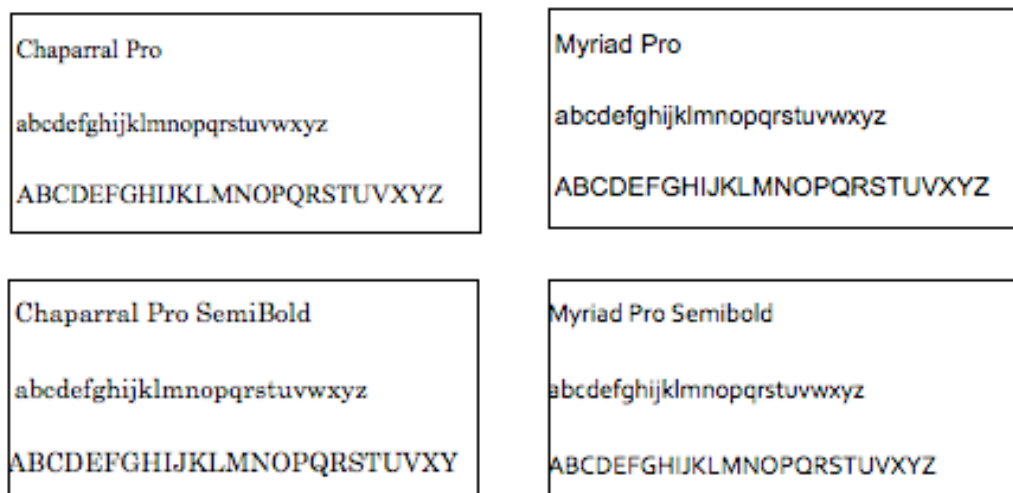 Chaparral Pro
abcdefghijklmnopqrstuvwxyz
ABCDEFGHIJKLMNOPQRSTUVXYZ
Myriad Pro
abcdefghijklmnopqrstuvwxyz
ABCDEFGHIJKLMNOPQRSTUVXYZ
Chaparral Pro SemiBold
abcdefghijklmnopqrstuvwxyz
ABCDEFGHIJKLMNOPQRSTUVXY
Myriad Pro Semibold
abcdefghijklmnopqrstuvwxyz
ABCDEFGHIJKLMNOPQRSTUVXYZ